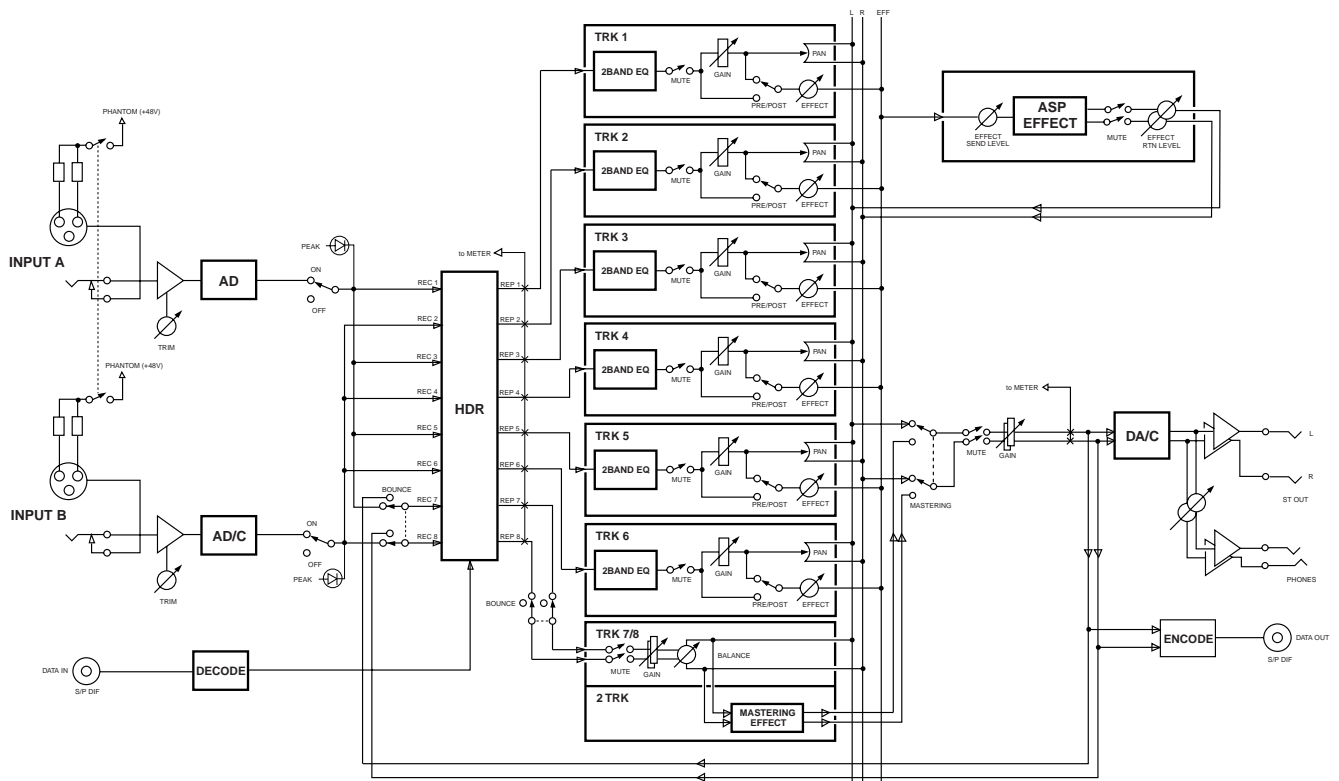 L R EFF
PHANTOM (+48V)
INPUT A
TRIM
AD
ON
OFF
PEAK
PHANTOM (+48V)
INPUT B
TRIM
AD/C
ON
OFF
PEAK
BOUNCE
DATA IN
S/P DIF
DECODE
to METER
HDR
REC 1
REC 2
REC 3
REC 4
REC 5
REC 6
REC 7
REC 8
REP 1
REP 2
REP 3
REP 4
REP 5
REP 6
REP 7
REP 8
BOUNCE
TRK 1
2BAND EQ
MUTE
GAIN
PAN
PRE/POST
EFFECT
TRK 2
2BAND EQ
MUTE
GAIN
PAN
PRE/POST
EFFECT
TRK 3
2BAND EQ
MUTE
GAIN
PAN
PRE/POST
EFFECT
TRK 4
2BAND EQ
MUTE
GAIN
PAN
PRE/POST
EFFECT
TRK 5
2BAND EQ
MUTE
GAIN
PAN
PRE/POST
EFFECT
TRK 6
2BAND EQ
MUTE
GAIN
PAN
PRE/POST
EFFECT
TRK 7/8
MUTE
GAIN
BALANCE
2 TRK
MASTERING
EFFECT
EFFECT
SEND LEVEL
ASP
EFFECT
MUTE
EFFECT
RTN LEVEL
to METER
MASTERING
MUTE
GAIN
DA/C
L
R
ST OUT
PHONES
ENCODE
DATA OUT
S/P DIF